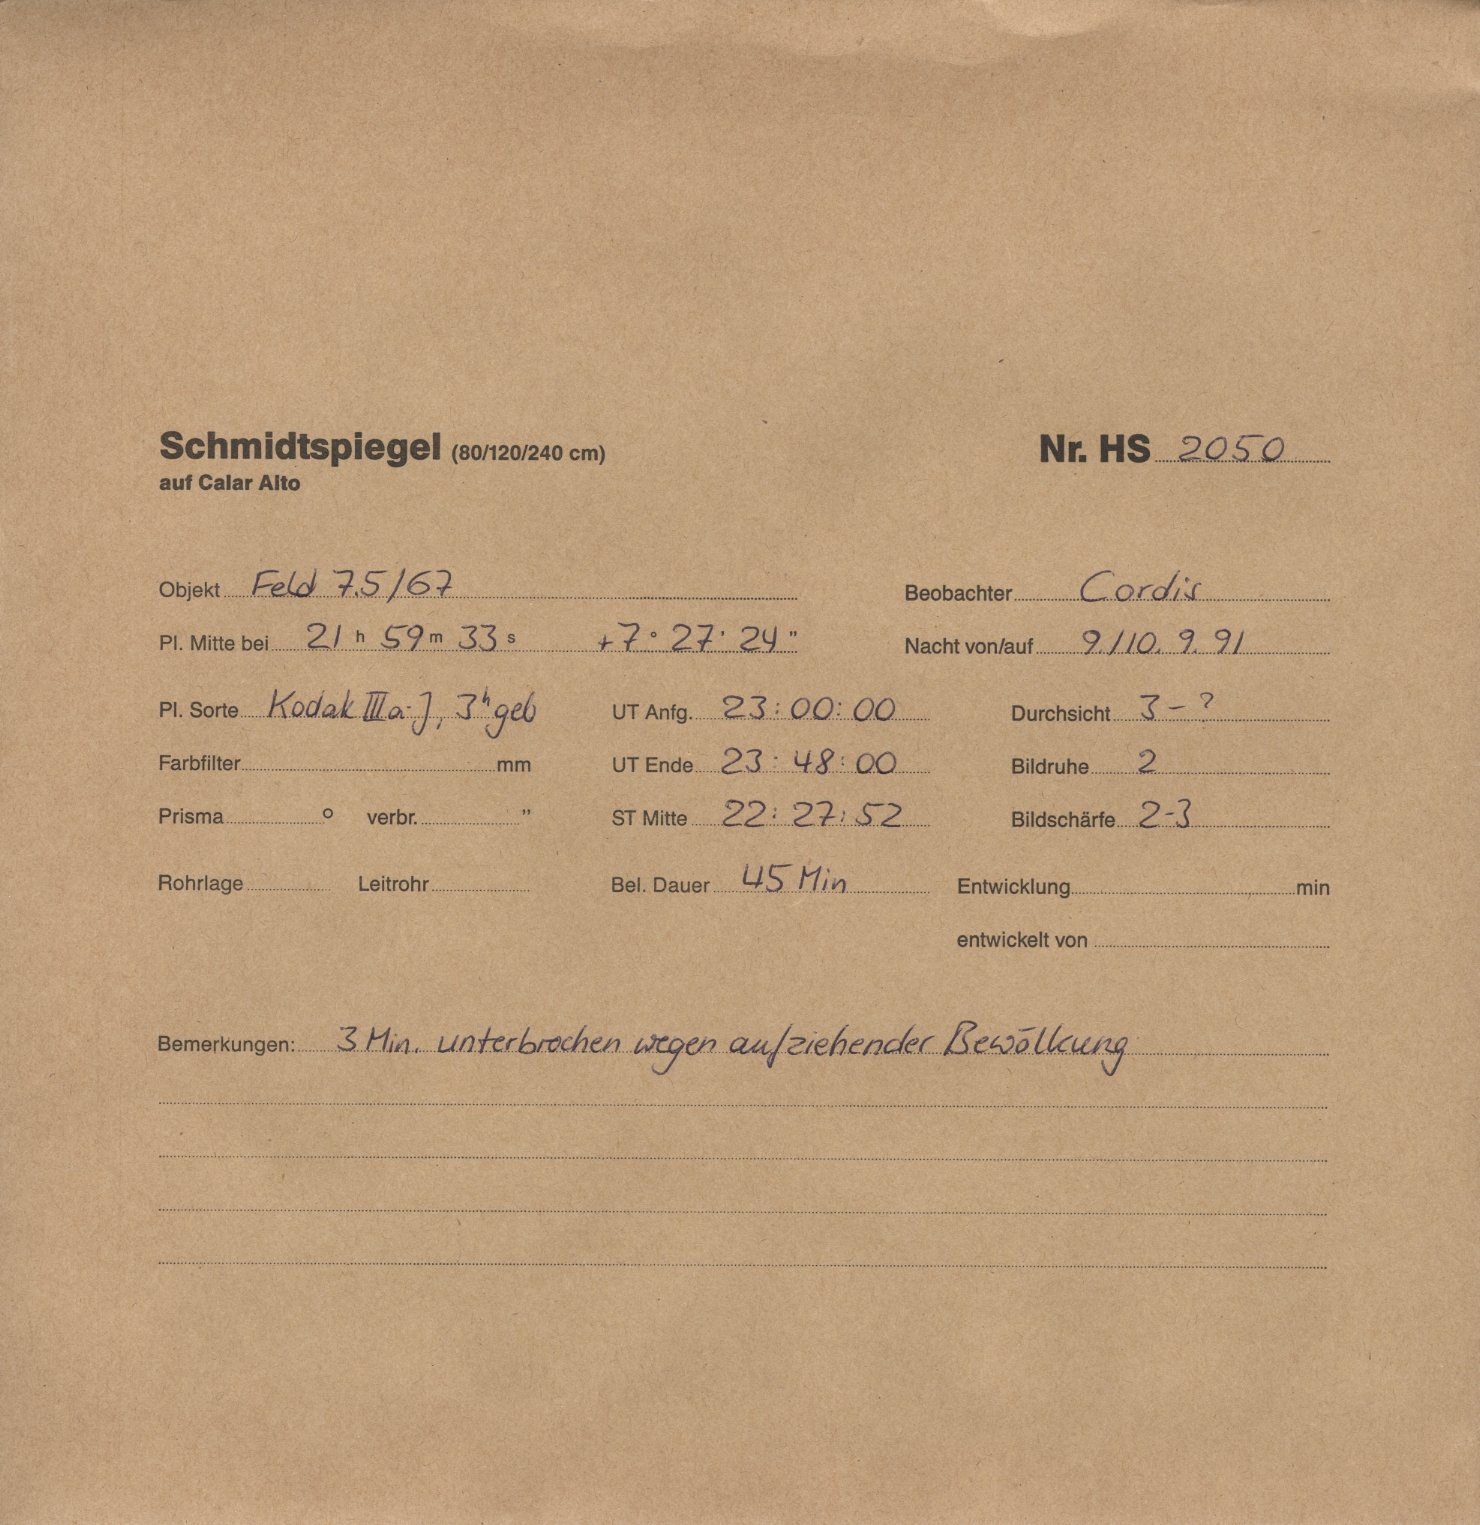 Schmidtspiegel (80/120/240 cm) Nr. HS 2050
auf Calar Alto
Objekt Feld 7.5/67 Beobachter Cordis
Pl. Mitte bei 21 h 59 m 33 s +7° 27' 24" Nacht von/auf 9./10. 9. 91
Pl. Sorte Kodak IIIa-J, 3h geb UT Anfg. 23:00:00 Durchsicht 3-?
Farbfilter mm UT Ende 23:48:00 Bildruhe 2
Prisma ° verbr. " ST Mitte 22:27:52 Bildschärfe 2-3
Rohrlage Leitrohr Bel. Dauer 45 Min Entwicklung min
entwickelt von
Bemerkungen: 3 Min. unterbrochen wegen aufziehender Bewölkung